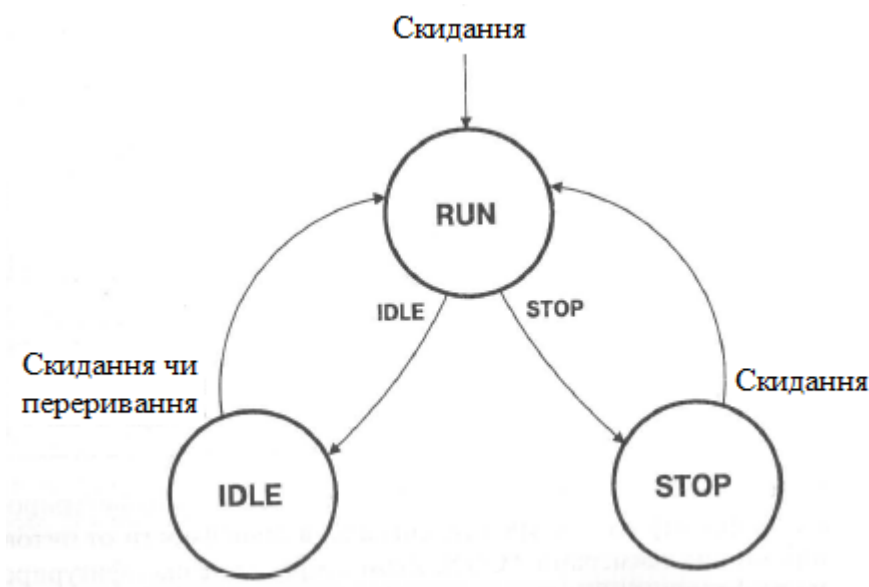 Скидання
RUN
IDLE
STOP
Скидання чи
переривання
Скидання
IDLE
STOP